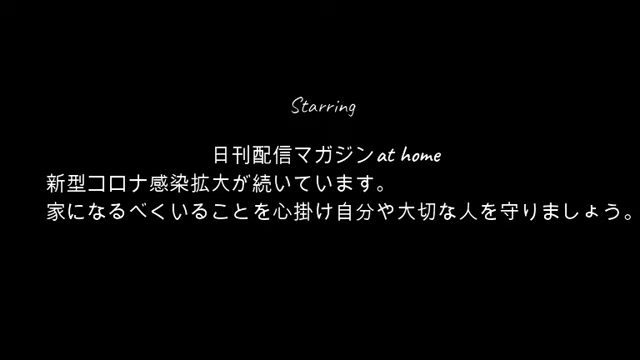 Starring
日刊配信マガジンat home
新型コロナ感染拡大が続いています。
家になるべくいることを心掛け自分や大切な人を守りましょう。